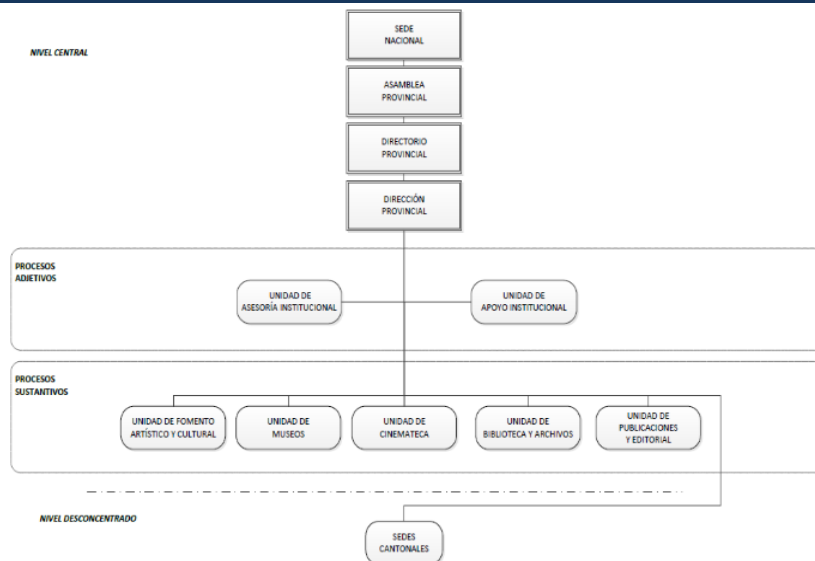 SEDE
NACIONAL
NIVEL CENTRAL
ASAMBLEA
PROVINCIAL
DIRECTORIO
PROVINCIAL
DIRECCIÓN
PROVINCIAL
PROCESOS
ADJETIVOS
UNIDAD DE
ASESORÍA INSTITUCIONAL
UNIDAD DE
APOYO INSTITUCIONAL
PROCESOS
SUSTANTIVOS
UNIDAD DE FOMENTO
ARTÍSTICO Y CULTURAL
UNIDAD DE
MUSEOS
UNIDAD DE
CINEMATECA
UNIDAD DE
BIBLIOTECA Y ARCHIVOS
UNIDAD DE
PUBLICACIONES
Y EDITORIAL
NIVEL DESCONCENTRADO
SEDES
CANTONALES